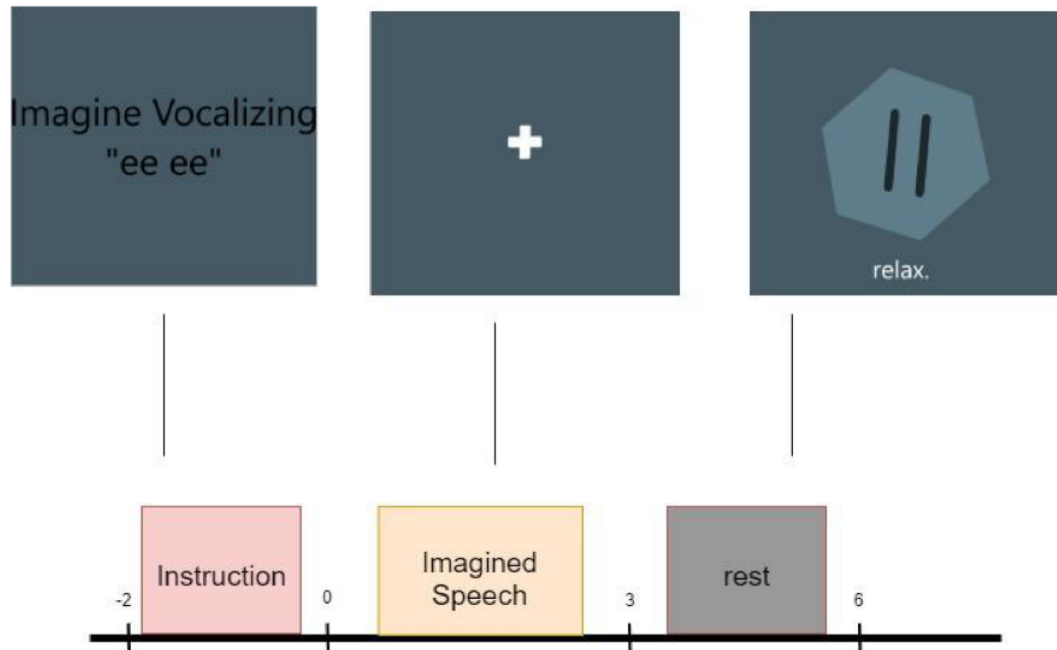 Imagine Vocalizing
"ee ee"
relax.
Instruction
Imagined
Speech
rest
-2
0
3
6